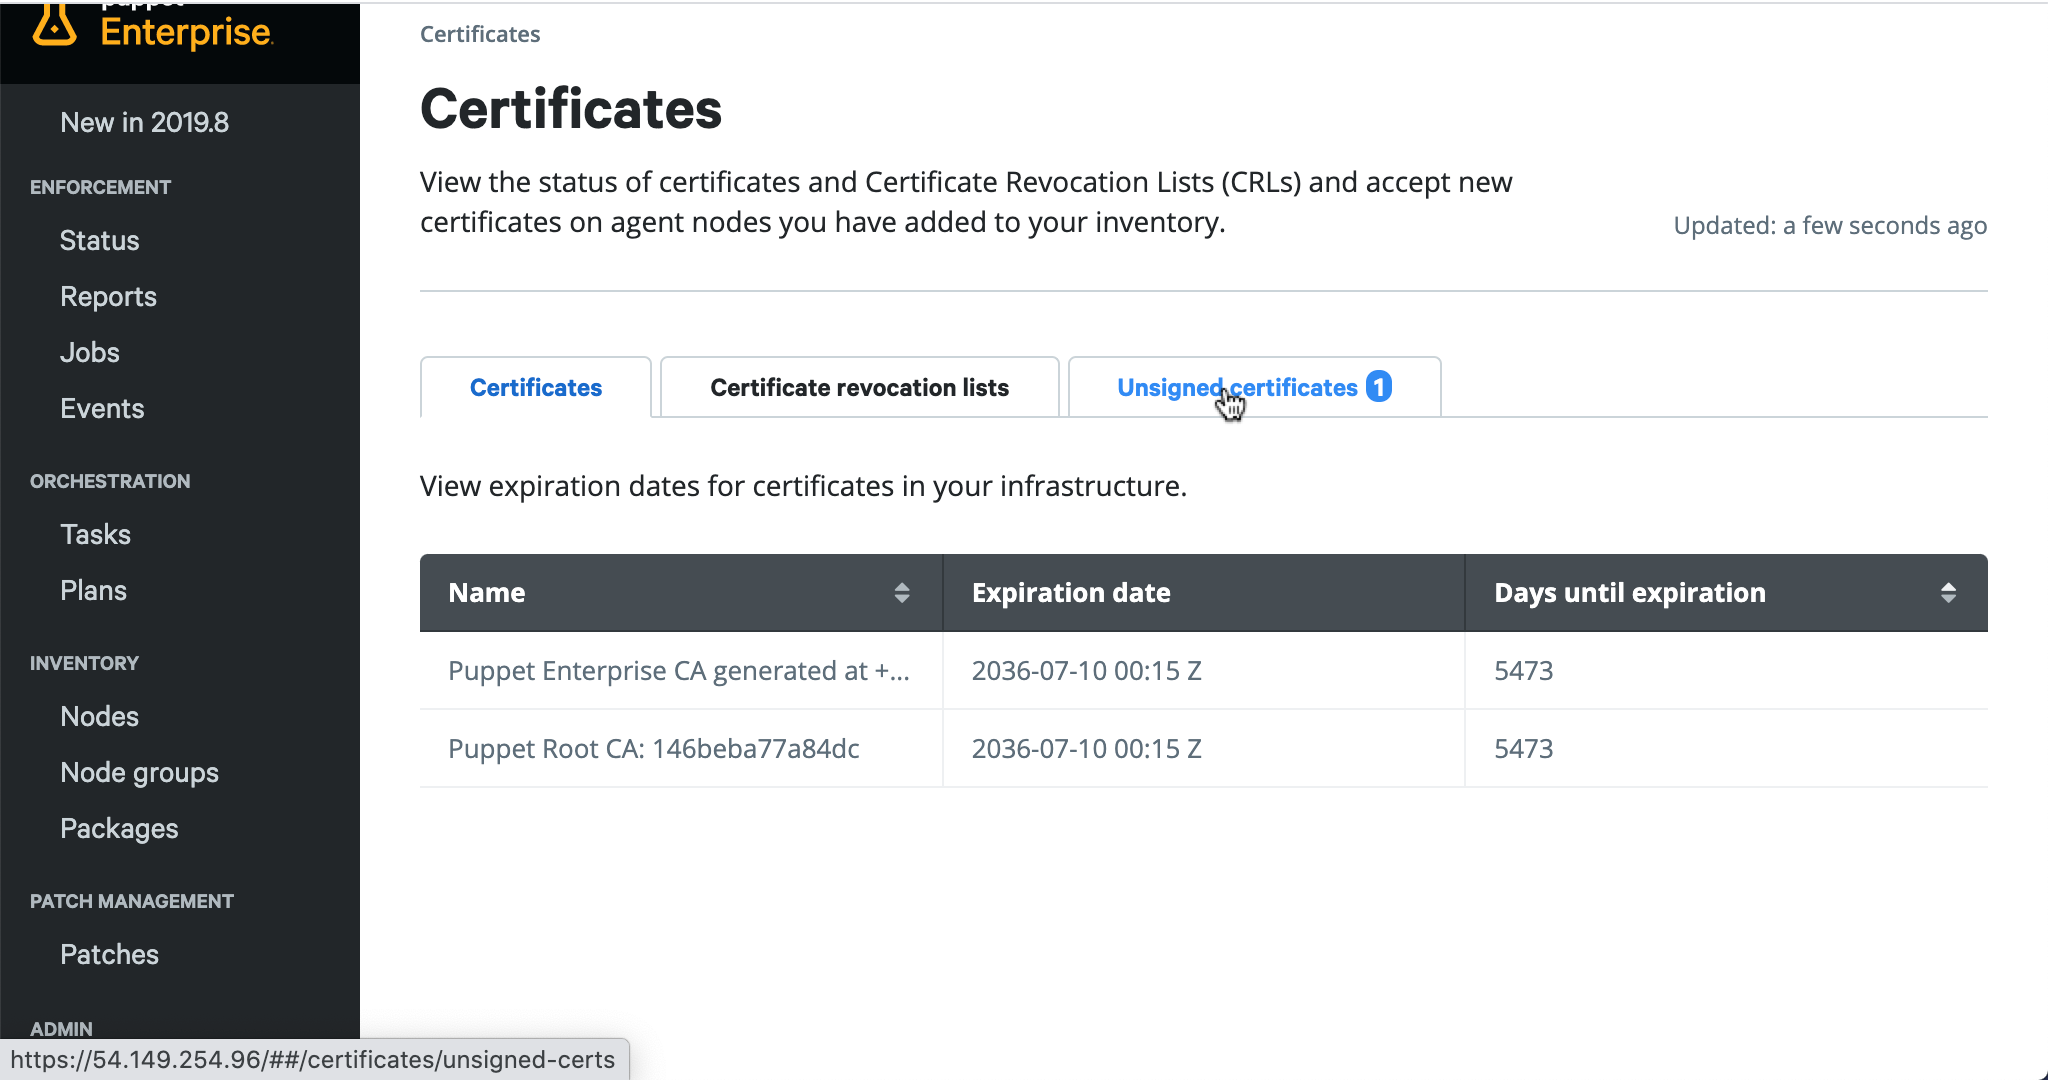 puppet
Enterprise.
New in 2019.8
ENFORCEMENT
Status
Reports
Jobs
Events
ORCHESTRATION
Tasks
Plans
INVENTORY
Nodes
Node groups
Packages
PATCH MANAGEMENT
Patches
ADMIN
https://54.149.254.96/##/certificates/unsigned-certs
Certificates
Certificates
View the status of certificates and Certificate Revocation Lists (CRLs) and accept new
certificates on agent nodes you have added to your inventory.
Updated: a few seconds ago
Certificates
Certificate revocation lists
Unsigned certificates 1
View expiration dates for certificates in your infrastructure.
Name Expiration date Days until expiration
Puppet Enterprise CA generated at +... 2036-07-10 00:15 Z 5473
Puppet Root CA: 146beba77a84dc 2036-07-10 00:15 Z 5473